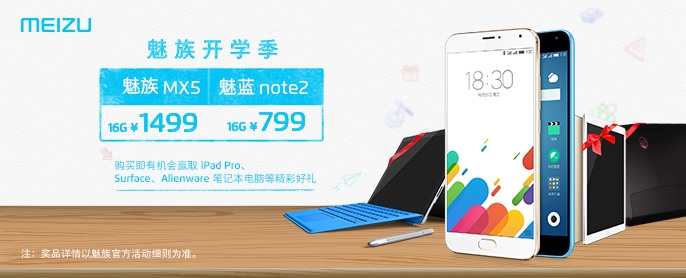 MEIZU
魅族开学季
魅族 MX5 魅蓝 note2
16G ¥1499 16G ¥799
购买即有机会赢取 iPad Pro、
Surface、Alienware 笔记本电脑等精彩好礼
18:30
注：奖品详情以魅族官方活动细则为准。